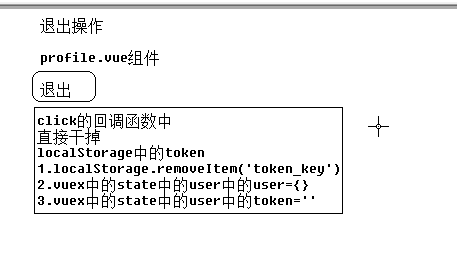 退出操作
profile.vue组件
退出
click的回调函数中
直接干掉
localStorage中的token
1.localStorage.removeItem('token_key')
2.vuex中的state中的user中的user={}
3.vuex中的state中的user中的token=''